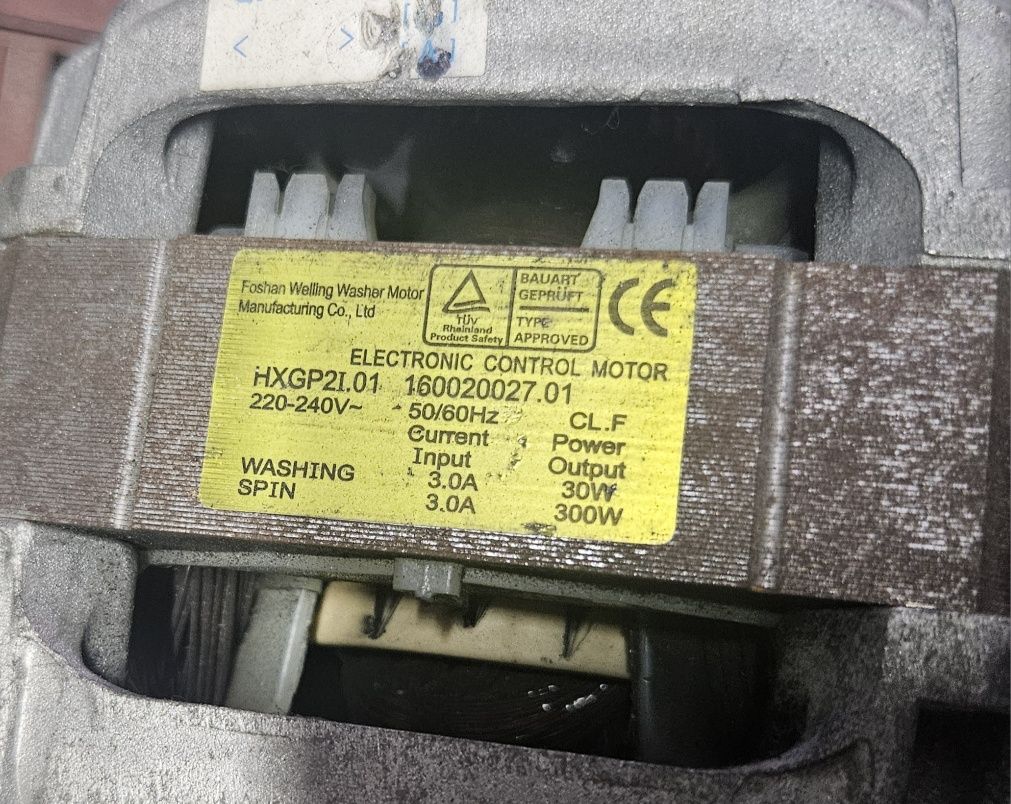 Foshan Welling Washer Motor
Manufacturing Co., Ltd
TÜV
Rheinland
Product Safety
BAUART
GEPRÜFT
TYPE
APPROVED
CE
ELECTRONIC CONTROL MOTOR
HXGP2I.01 160020027.01
220-240V~ 50/60Hz CL.F
Current Power
Input Output
WASHING 3.0A 30W
SPIN 3.0A 300W